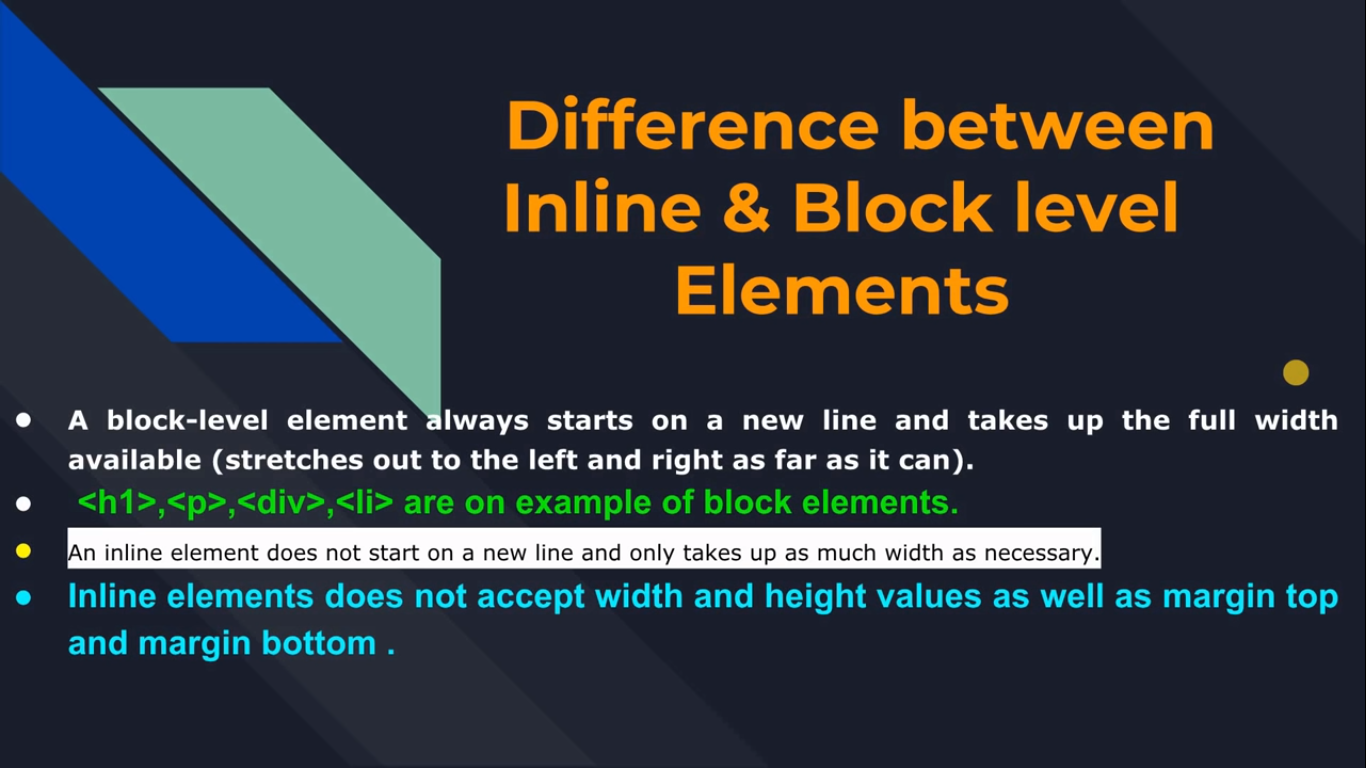 Difference between
Inline & Block level
Elements
● A block-level element always starts on a new line and takes up the full width
available (stretches out to the left and right as far as it can).
● <h1>,<p>,<div>,<li> are on example of block elements.
● An inline element does not start on a new line and only takes up as much width as necessary.
● Inline elements does not accept width and height values as well as margin top
and margin bottom .